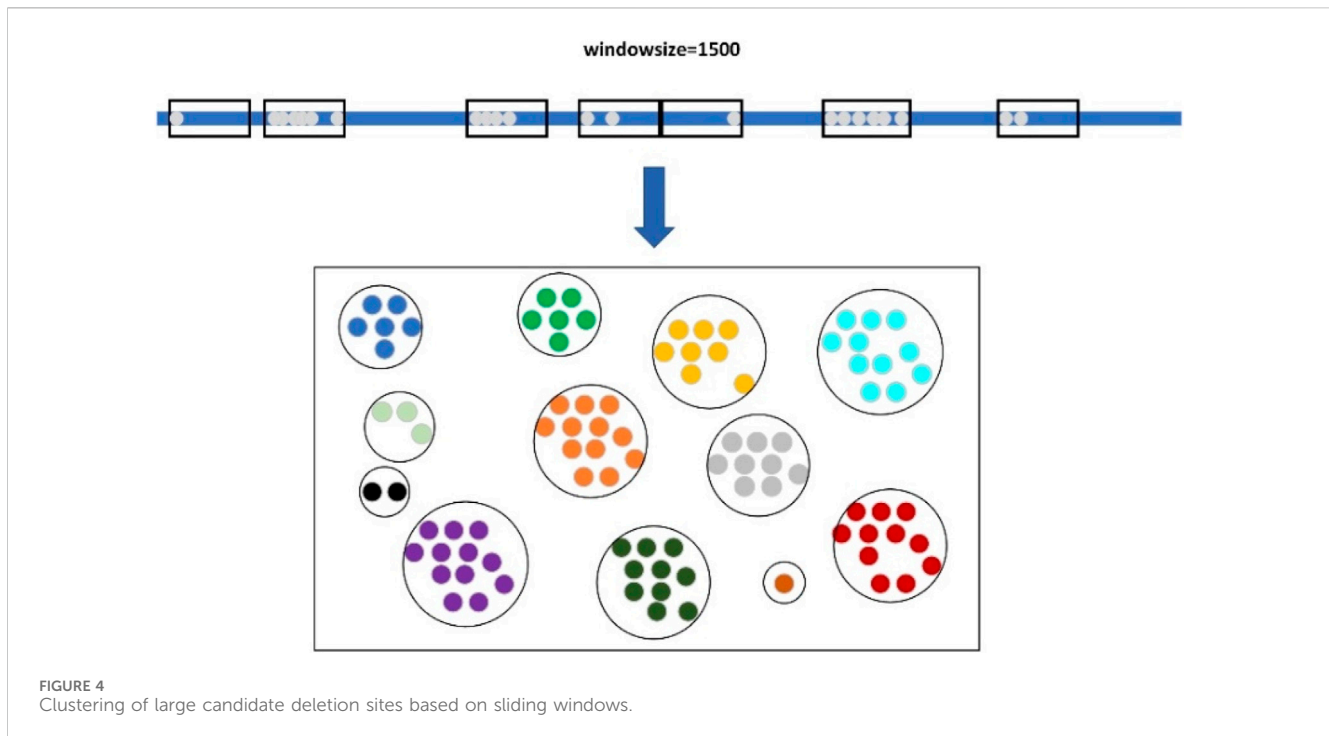 windowsize=1500
FIGURE 4
Clustering of large candidate deletion sites based on sliding windows.